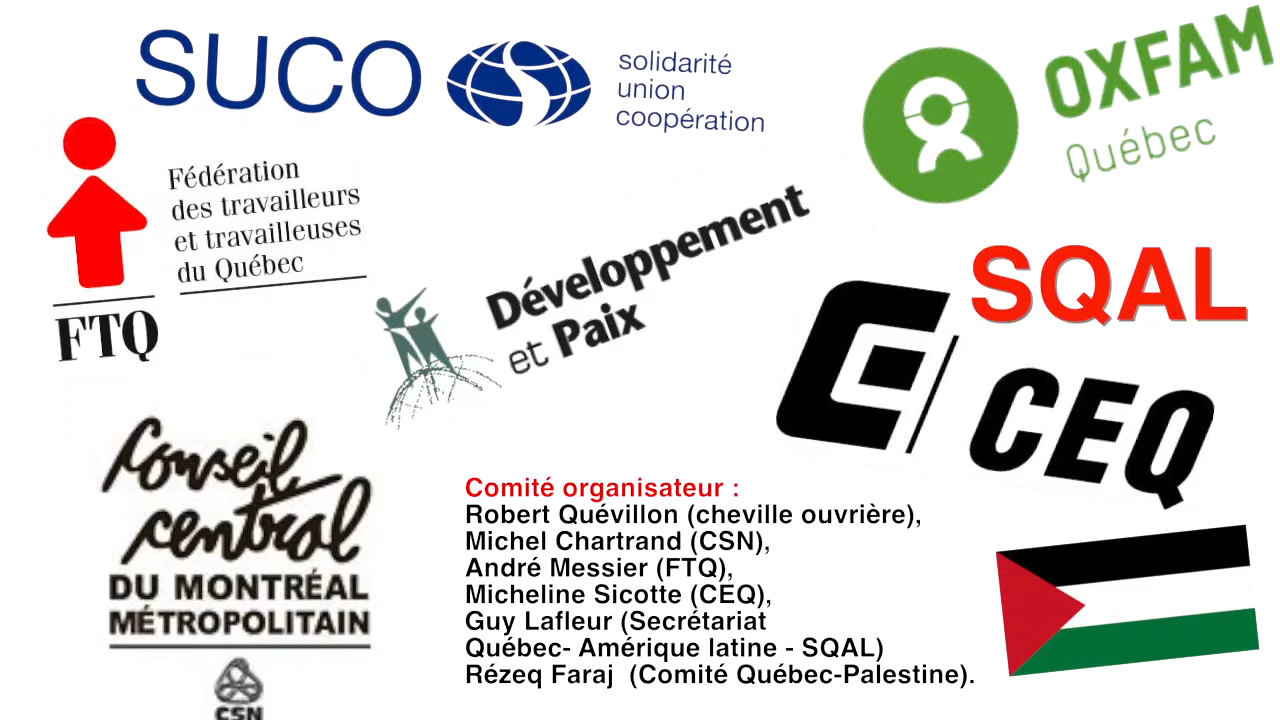 SUCO
solidarité
union
coopération
OXFAM
Québec
Fédération
des travailleurs
et travailleuses
du Québec
FTQ
Développement
et Paix
SQAL
CEQ
Conseil
central
DU MONTRÉAL
MÉTROPOLITAIN
CSN
Comité organisateur :
Robert Quévillon (cheville ouvrière),
Michel Chartrand (CSN),
André Messier (FTQ),
Micheline Sicotte (CEQ),
Guy Lafleur (Secrétariat
Québec- Amérique latine - SQAL)
Rézeq Faraj  (Comité Québec-Palestine).